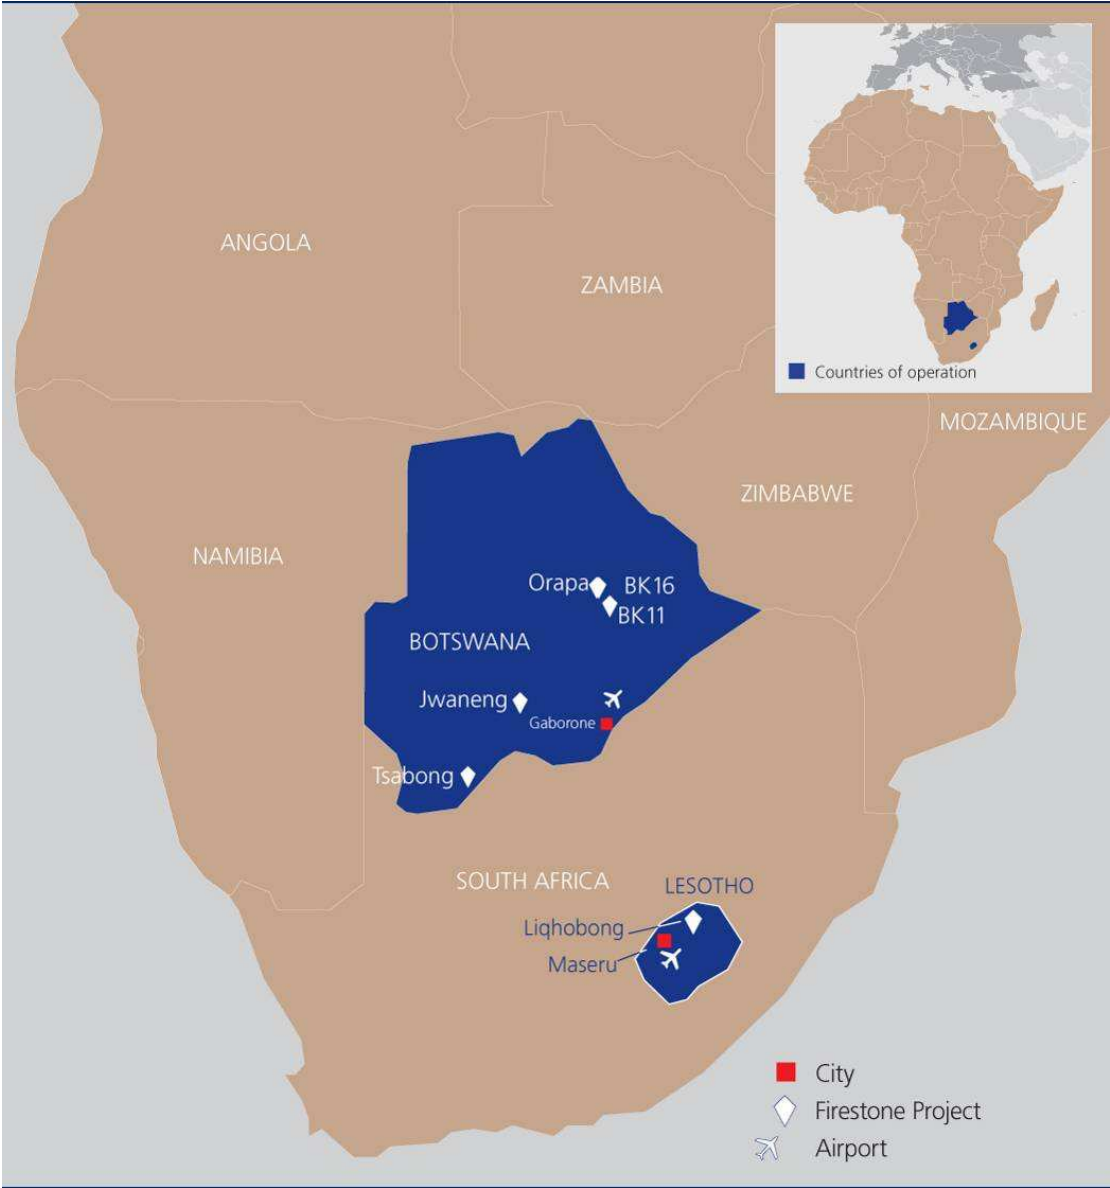 ANGOLA
ZAMBIA
Countries of operation
MOZAMBIQUE
ZIMBABWE
NAMIBIA
Orapa
BK16
BK11
BOTSWANA
Jwaneng
Gaborone
Tsabong
SOUTH AFRICA
LESOTHO
Liqhobong
Maseru
City
Firestone Project
Airport